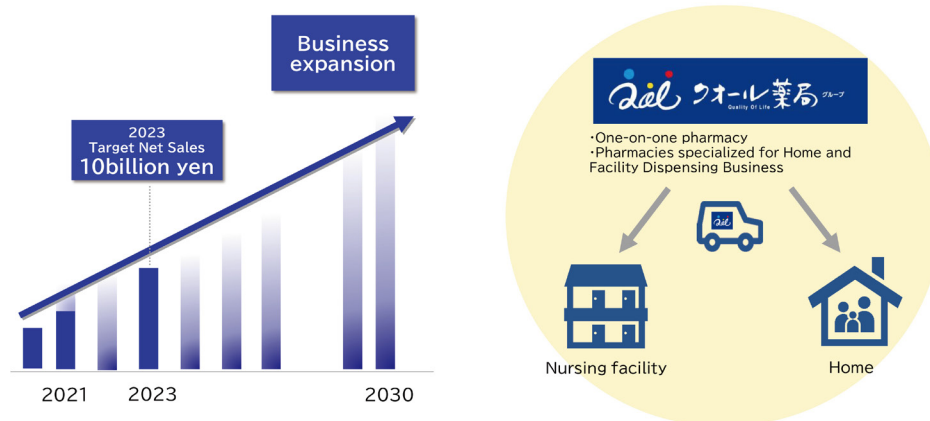 Business
expansion
2023
Target Net Sales
10billion yen
2021
2023
2030
Qol クオール薬局 グループ
Quality Of Life
・One-on-one pharmacy
・Pharmacies specialized for Home and
Facility Dispensing Business
Qol
Nursing facility
Home